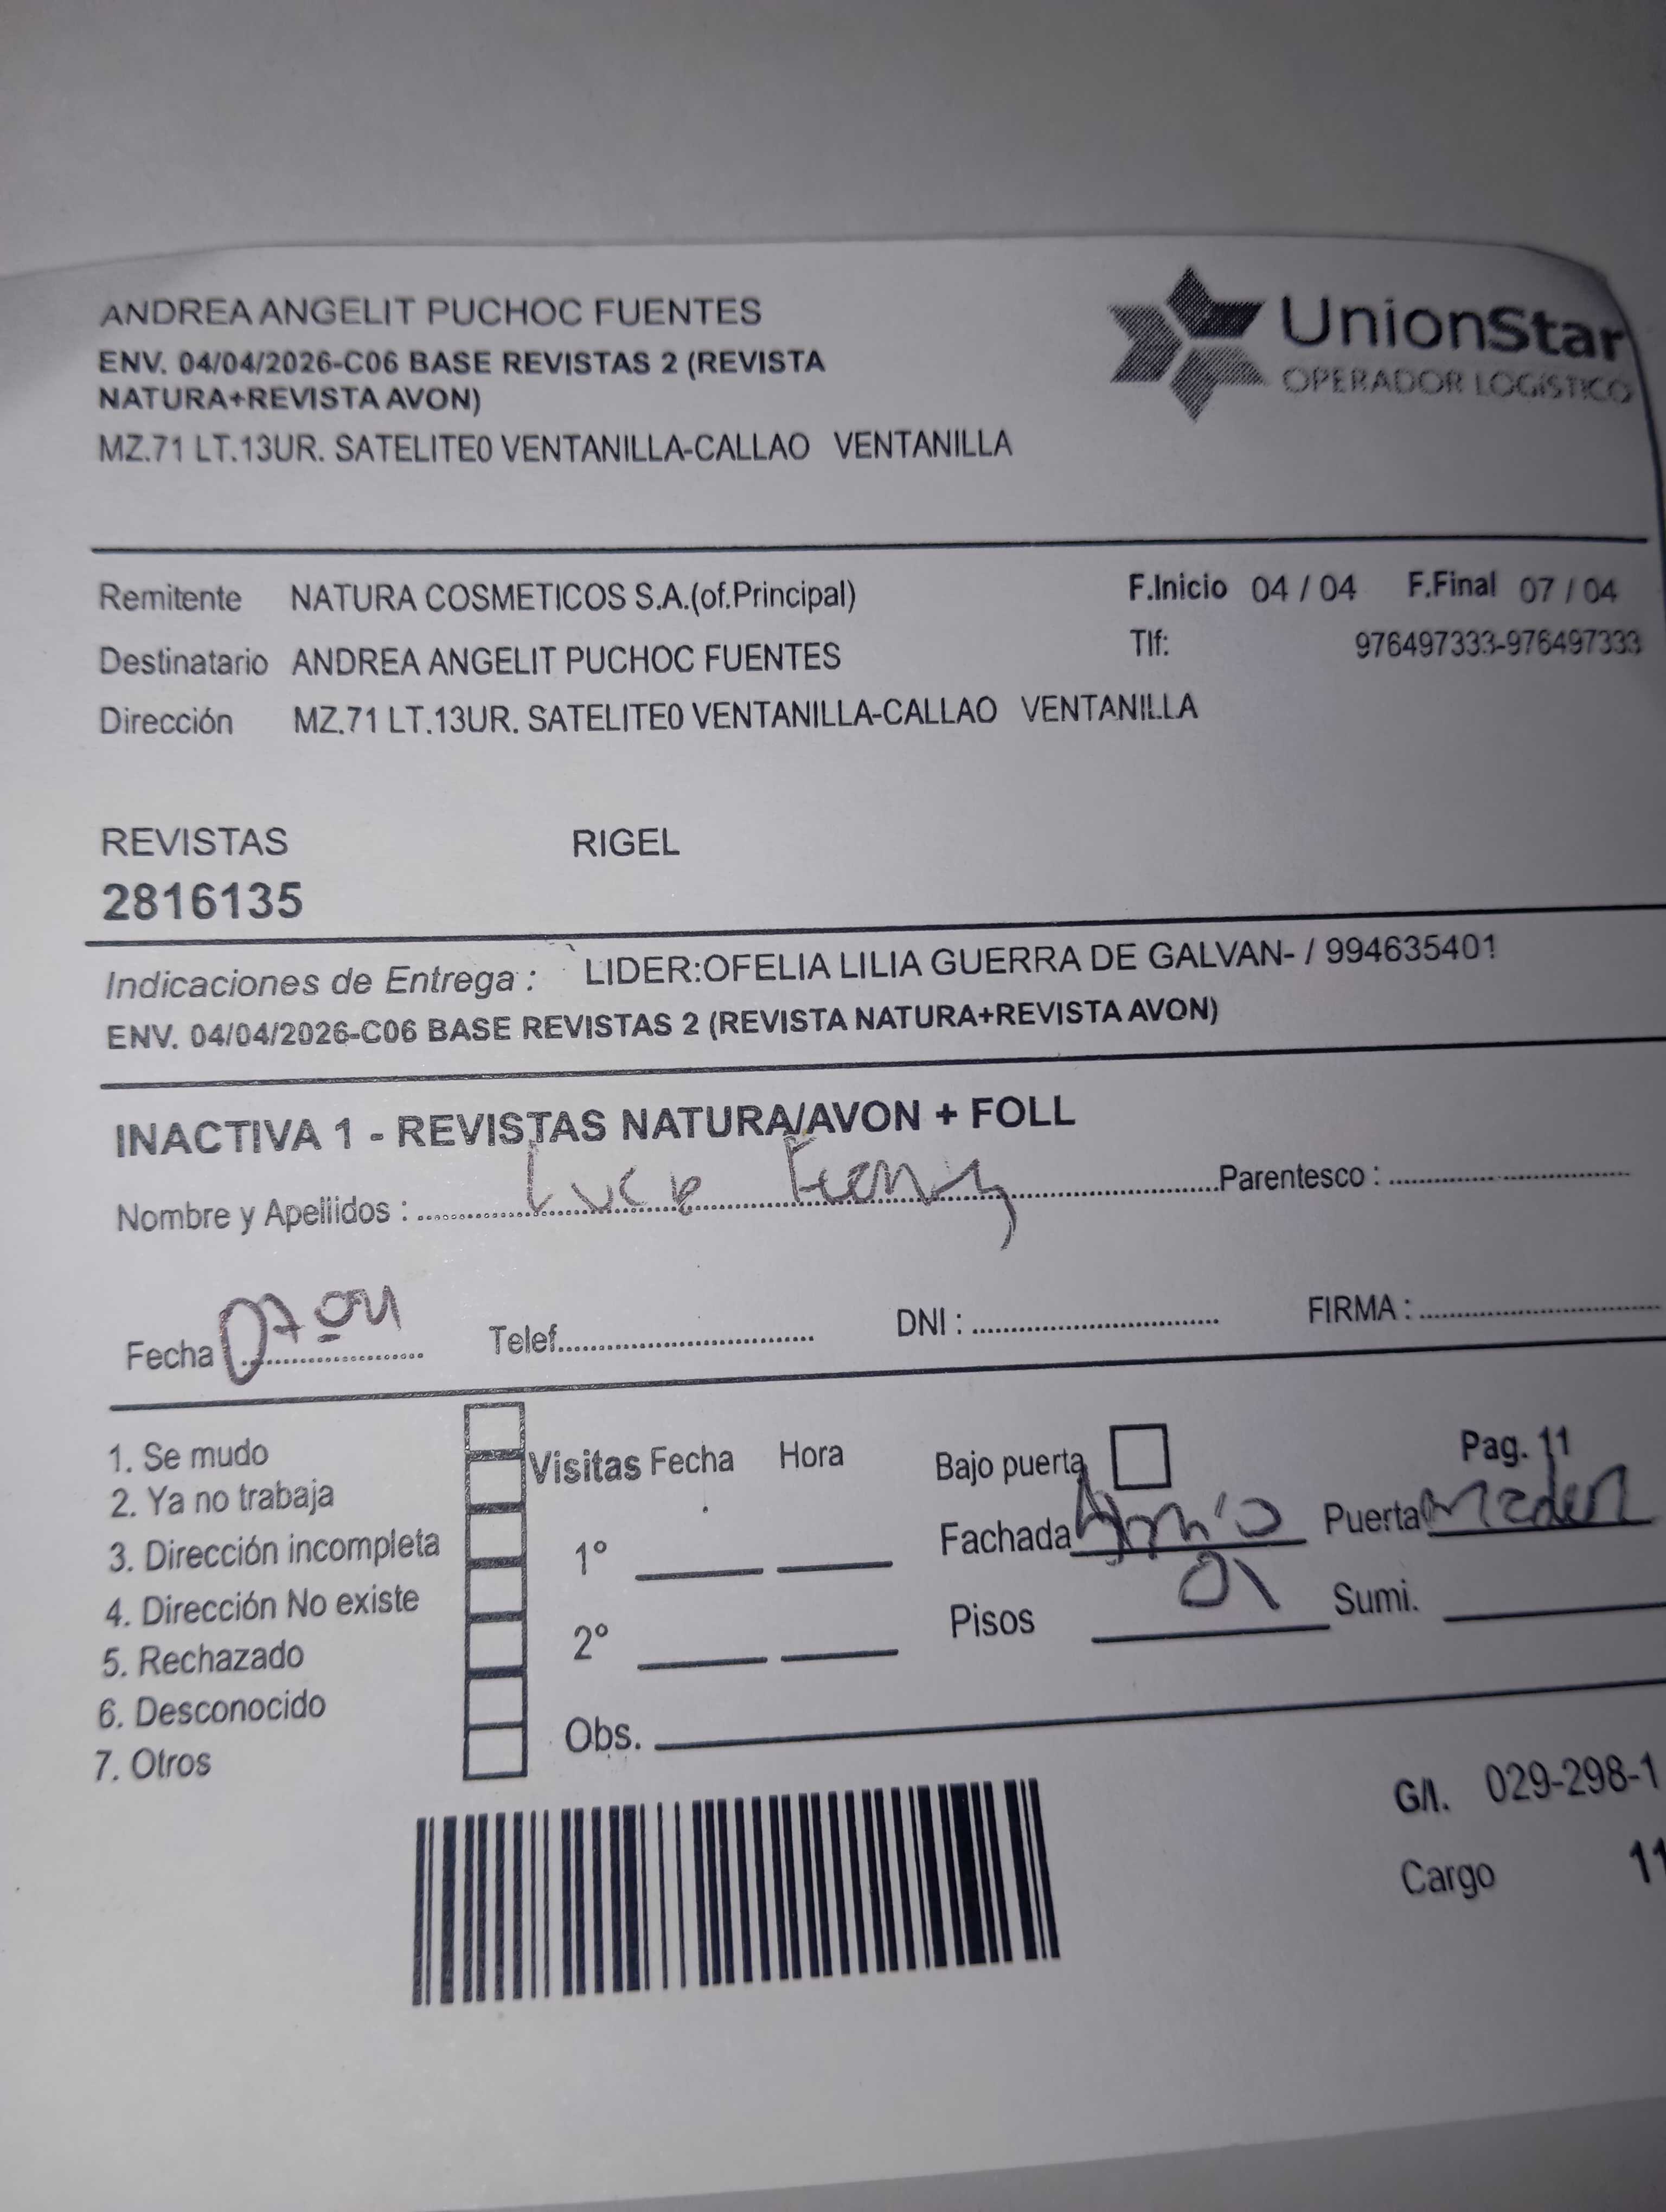 ANDREA ANGELIT PUCHOC FUENTES
ENV. 04/04/2026-C06 BASE REVISTAS 2 (REVISTA
NATURA+REVISTA AVON)
MZ.71 LT.13UR. SATELITE0 VENTANILLA-CALLAO VENTANILLA
UnionStar
OPERADOR LOGÍSTICO
Remitente NATURA COSMETICOS S.A.(of.Principal) F.Inicio 04 / 04 F.Final 07 / 04
Destinatario ANDREA ANGELIT PUCHOC FUENTES Tlf: 976497333-976497333
Dirección MZ.71 LT.13UR. SATELITE0 VENTANILLA-CALLAO VENTANILLA
REVISTAS RIGEL
2816135
Indicaciones de Entrega : LIDER:OFELIA LILIA GUERRA DE GALVAN- / 994635401
ENV. 04/04/2026-C06 BASE REVISTAS 2 (REVISTA NATURA+REVISTA AVON)
INACTIVA 1 - REVISTAS NATURA/AVON + FOLL
Nombre y Apellidos : Parentesco :
Fecha 07-04 Telef. DNI : FIRMA :
1. Se mudo
2. Ya no trabaja
3. Dirección incompleta
4. Dirección No existe
5. Rechazado
6. Desconocido
7. Otros
Visitas Fecha Hora
1°
2°
Obs.
Bajo puerta Pag. 11
Fachada Puerta
Pisos 01 Sumi.
G/I. 029-298-1
Cargo 11